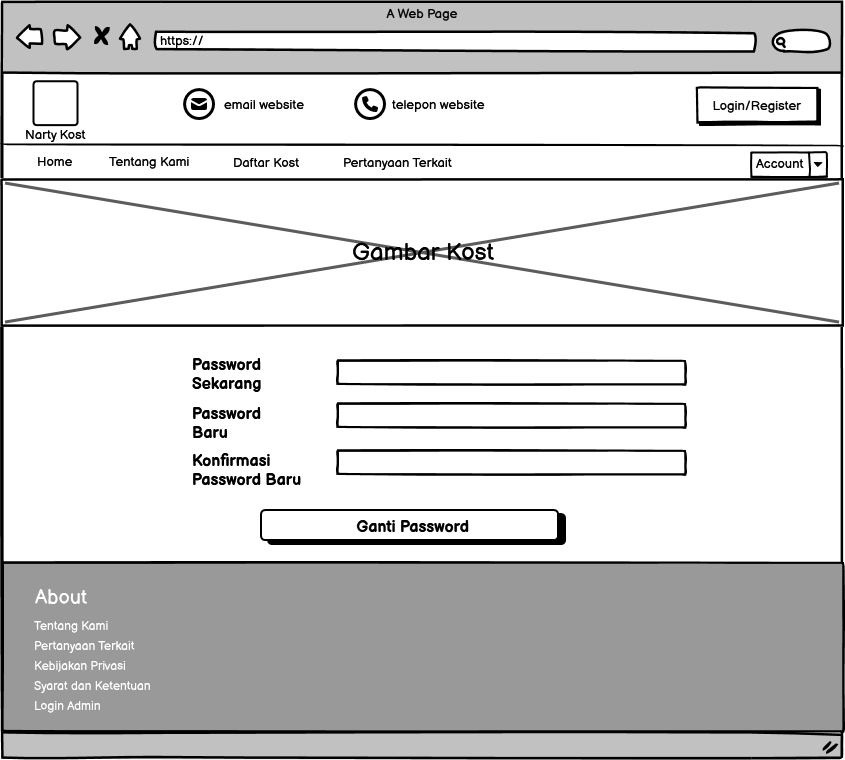 A Web Page
https://
email website
telepon website
Login/Register
Narty Kost
Home
Tentang Kami
Daftar Kost
Pertanyaan Terkait
Account
Gambar Kost
Password
Sekarang
Password
Baru
Konfirmasi
Password Baru
Ganti Password
About
Tentang Kami
Pertanyaan Terkait
Kebijakan Privasi
Syarat dan Ketentuan
Login Admin